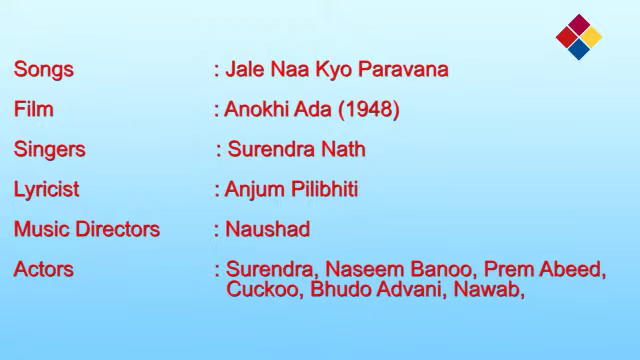 Songs : Jale Naa Kyo Paravana
Film : Anokhi Ada (1948)
Singers : Surendra Nath
Lyricist : Anjum Pilibhiti
Music Directors : Naushad
Actors : Surendra, Naseem Banoo, Prem Abeed,
Cuckoo, Bhudo Advani, Nawab,